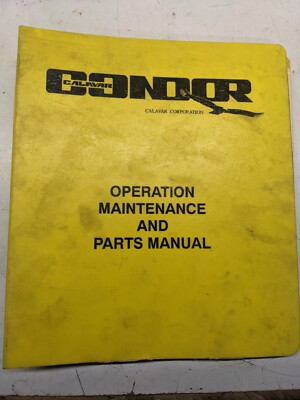 CONDOR
CALAVAR
CALAVAR CORPORATION
OPERATION
MAINTENANCE
AND
PARTS MANUAL